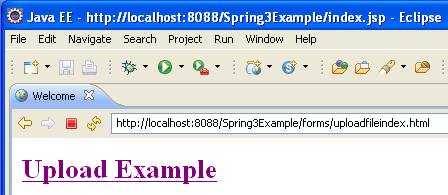 Java EE - http://localhost:8088/Spring3Example/index.jsp - Eclipse
File Edit Navigate Search Project Run Window Help
Welcome
http://localhost:8088/Spring3Example/forms/uploadfileindex.html
Upload Example